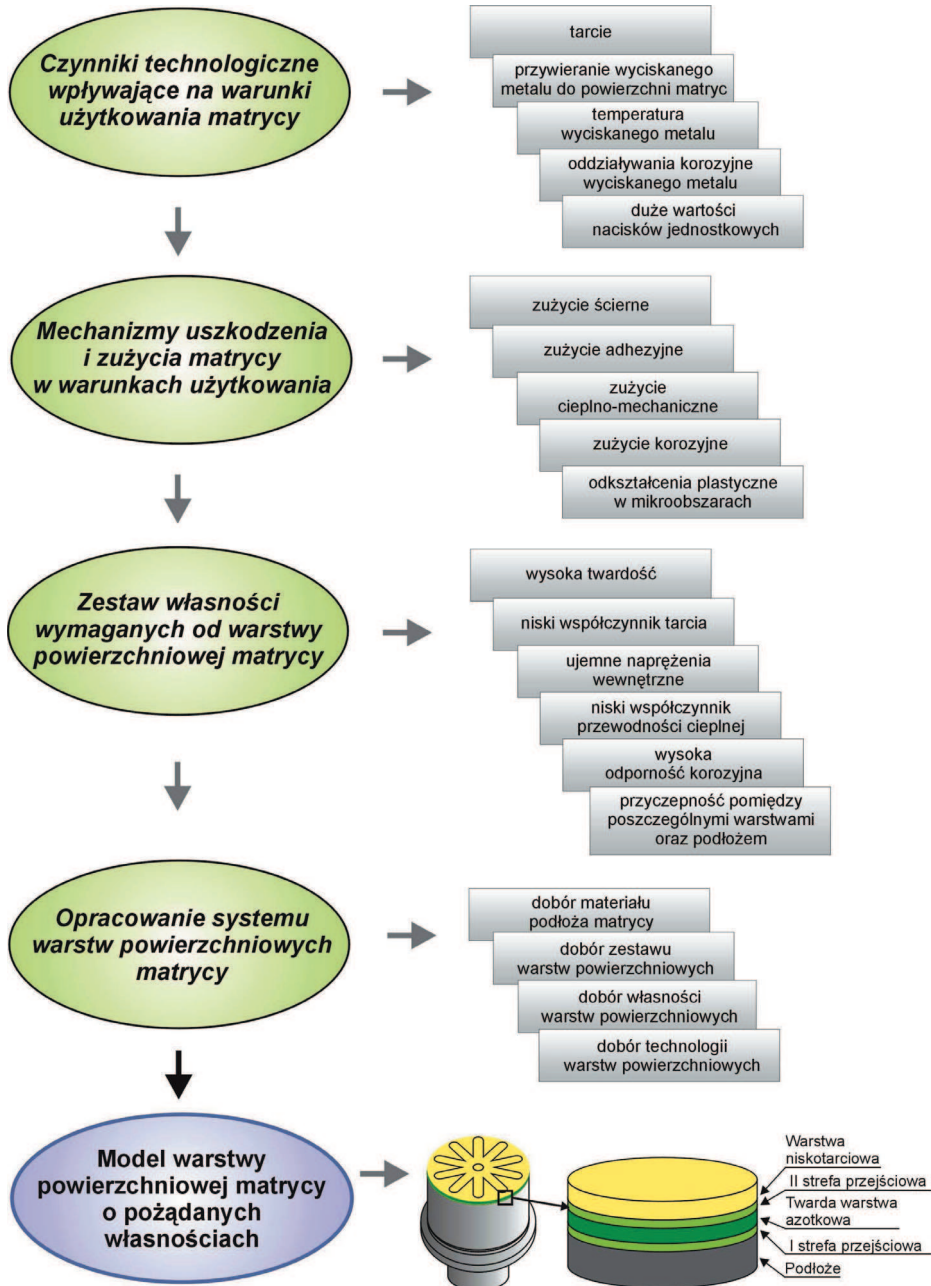 Czynniki technologiczne
wpływające na warunki
użytkowania matrycy
tarcie
przywieranie wyciskanego
metalu do powierzchni matryc
temperatura
wyciskanego metalu
oddziaływania korozyjne
wyciskanego metalu
duże wartości
nacisków jednostkowych
Mechanizmy uszkodzenia
i zużycia matrycy
w warunkach użytkowania
zużycie ścierne
zużycie adhezyjne
zużycie
cieplno-mechaniczne
zużycie korozyjne
odkształcenia plastyczne
w mikroobszarach
Zestaw własności
wymaganych od warstwy
powierzchniowej matrycy
wysoka twardość
niski współczynnik tarcia
ujemne naprężenia
wewnętrzne
niski współczynnik
przewodności cieplnej
wysoka
odporność korozyjna
przyczepność pomiędzy
poszczególnymi warstwami
oraz podłożem
Opracowanie systemu
warstw powierzchniowych
matrycy
dobór materiału
podłoża matrycy
dobór zestawu
warstw powierzchniowych
dobór własności
warstw powierzchniowych
dobór technologii
warstw powierzchniowych
Model warstwy
powierzchniowej matrycy
o pożądanych
własnościach
Warstwa
niskotarciowa
II strefa przejściowa
Twarda warstwa
azotkowa
I strefa przejściowa
Podłoże